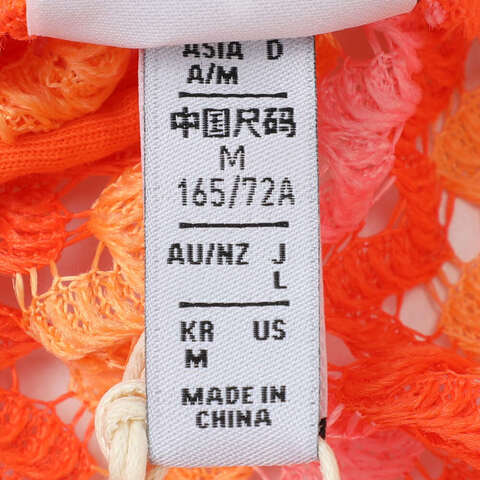 ASIA D
A/M
中国尺码
M
165/72A
AU/NZ J
L
KR US
M
MADE IN
CHINA